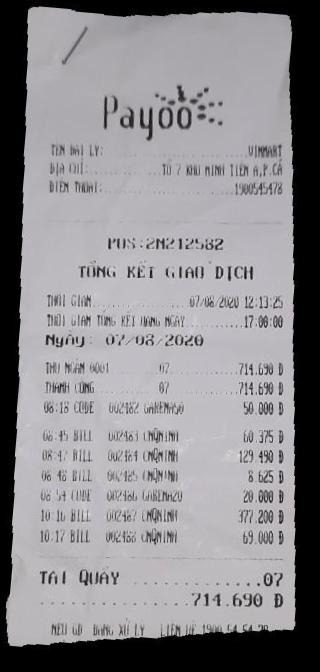 Payoo
TEN DAI LY: VINMART
ĐỊA CHỈ: TỔ 7 KHU MINH TIẾN A,P.CẢ
ĐIỆN THOẠI: 1900545478
POS:2M212582
TỔNG KẾT GIAO DỊCH
THỜI GIAN 07/08/2020 12:13:25
THỜI GIAN TỔNG KẾT HÀNG NGÀY 17:00:00
Ngày: 07/08/2020
THU NGÂN 0001 07 714.690 Đ
THÀNH CÔNG 07 714.690 Đ
08:18 CODE 002482 GARENA50 50.000 Đ
08:45 BILL 002483 CNQNINH 60.375 Đ
08:47 BILL 002484 CNQNINH 129.490 Đ
08:48 BILL 002485 CNQNINH 8.625 Đ
08:54 CODE 002486 GARENA20 20.000 Đ
10:16 BILL 002487 CNQNINH 377.200 Đ
10:17 BILL 002488 CNQNINH 69.000 Đ
TẠI QUẦY .............07
...............714.690 Đ
NẾU GD ĐANG XỬ LÝ LIÊN HỆ 1900 54 54 78